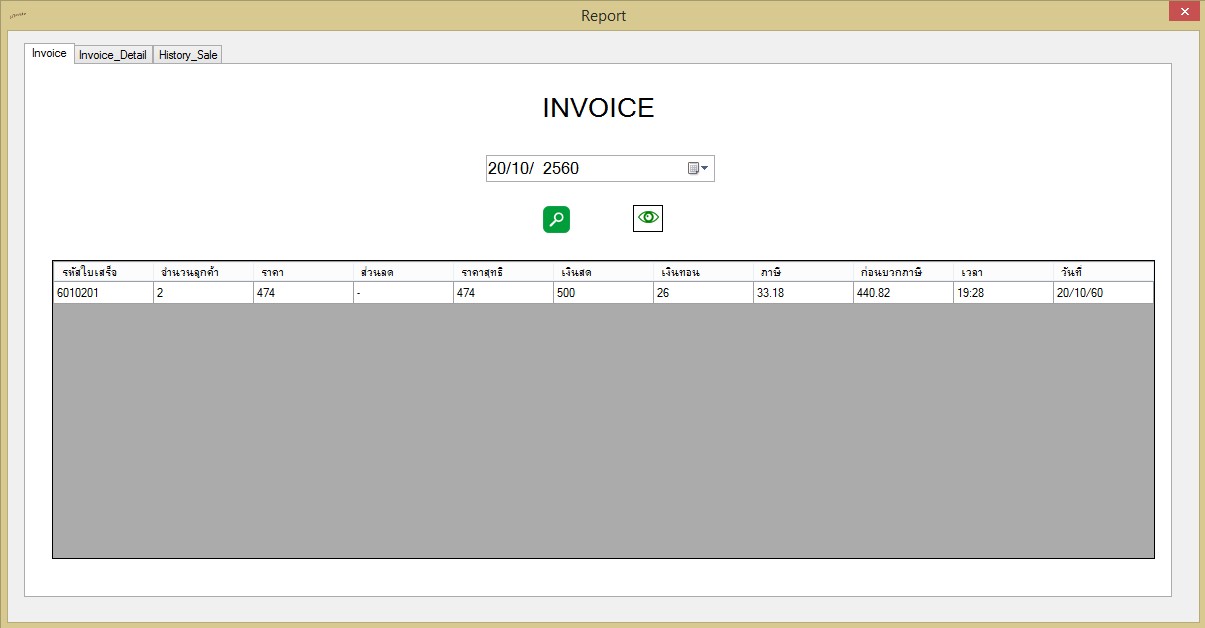 Report
Invoice Invoice_Detail History_Sale
INVOICE
20/10/ 2560
รหัสใบเสร็จ จำนวนลูกค้า ราคา ส่วนลด ราคาสุทธิ เงินสด เงินทอน ภาษี ก่อนบวกภาษี เวลา วันที่
6010201 2 474 - 474 500 26 33.18 440.82 19:28 20/10/60